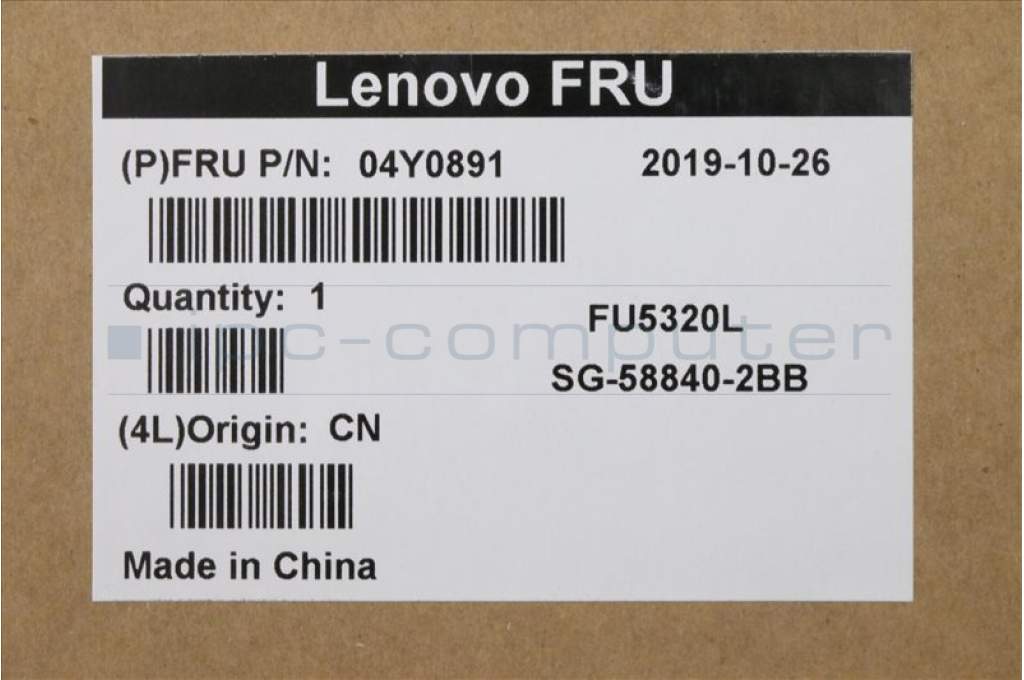 Lenovo FRU
(P)FRU P/N: 04Y0891 2019-10-26
Quantity: 1
FU5320L
ipc-computer
SG-58840-2BB
(4L)Origin: CN
Made in China